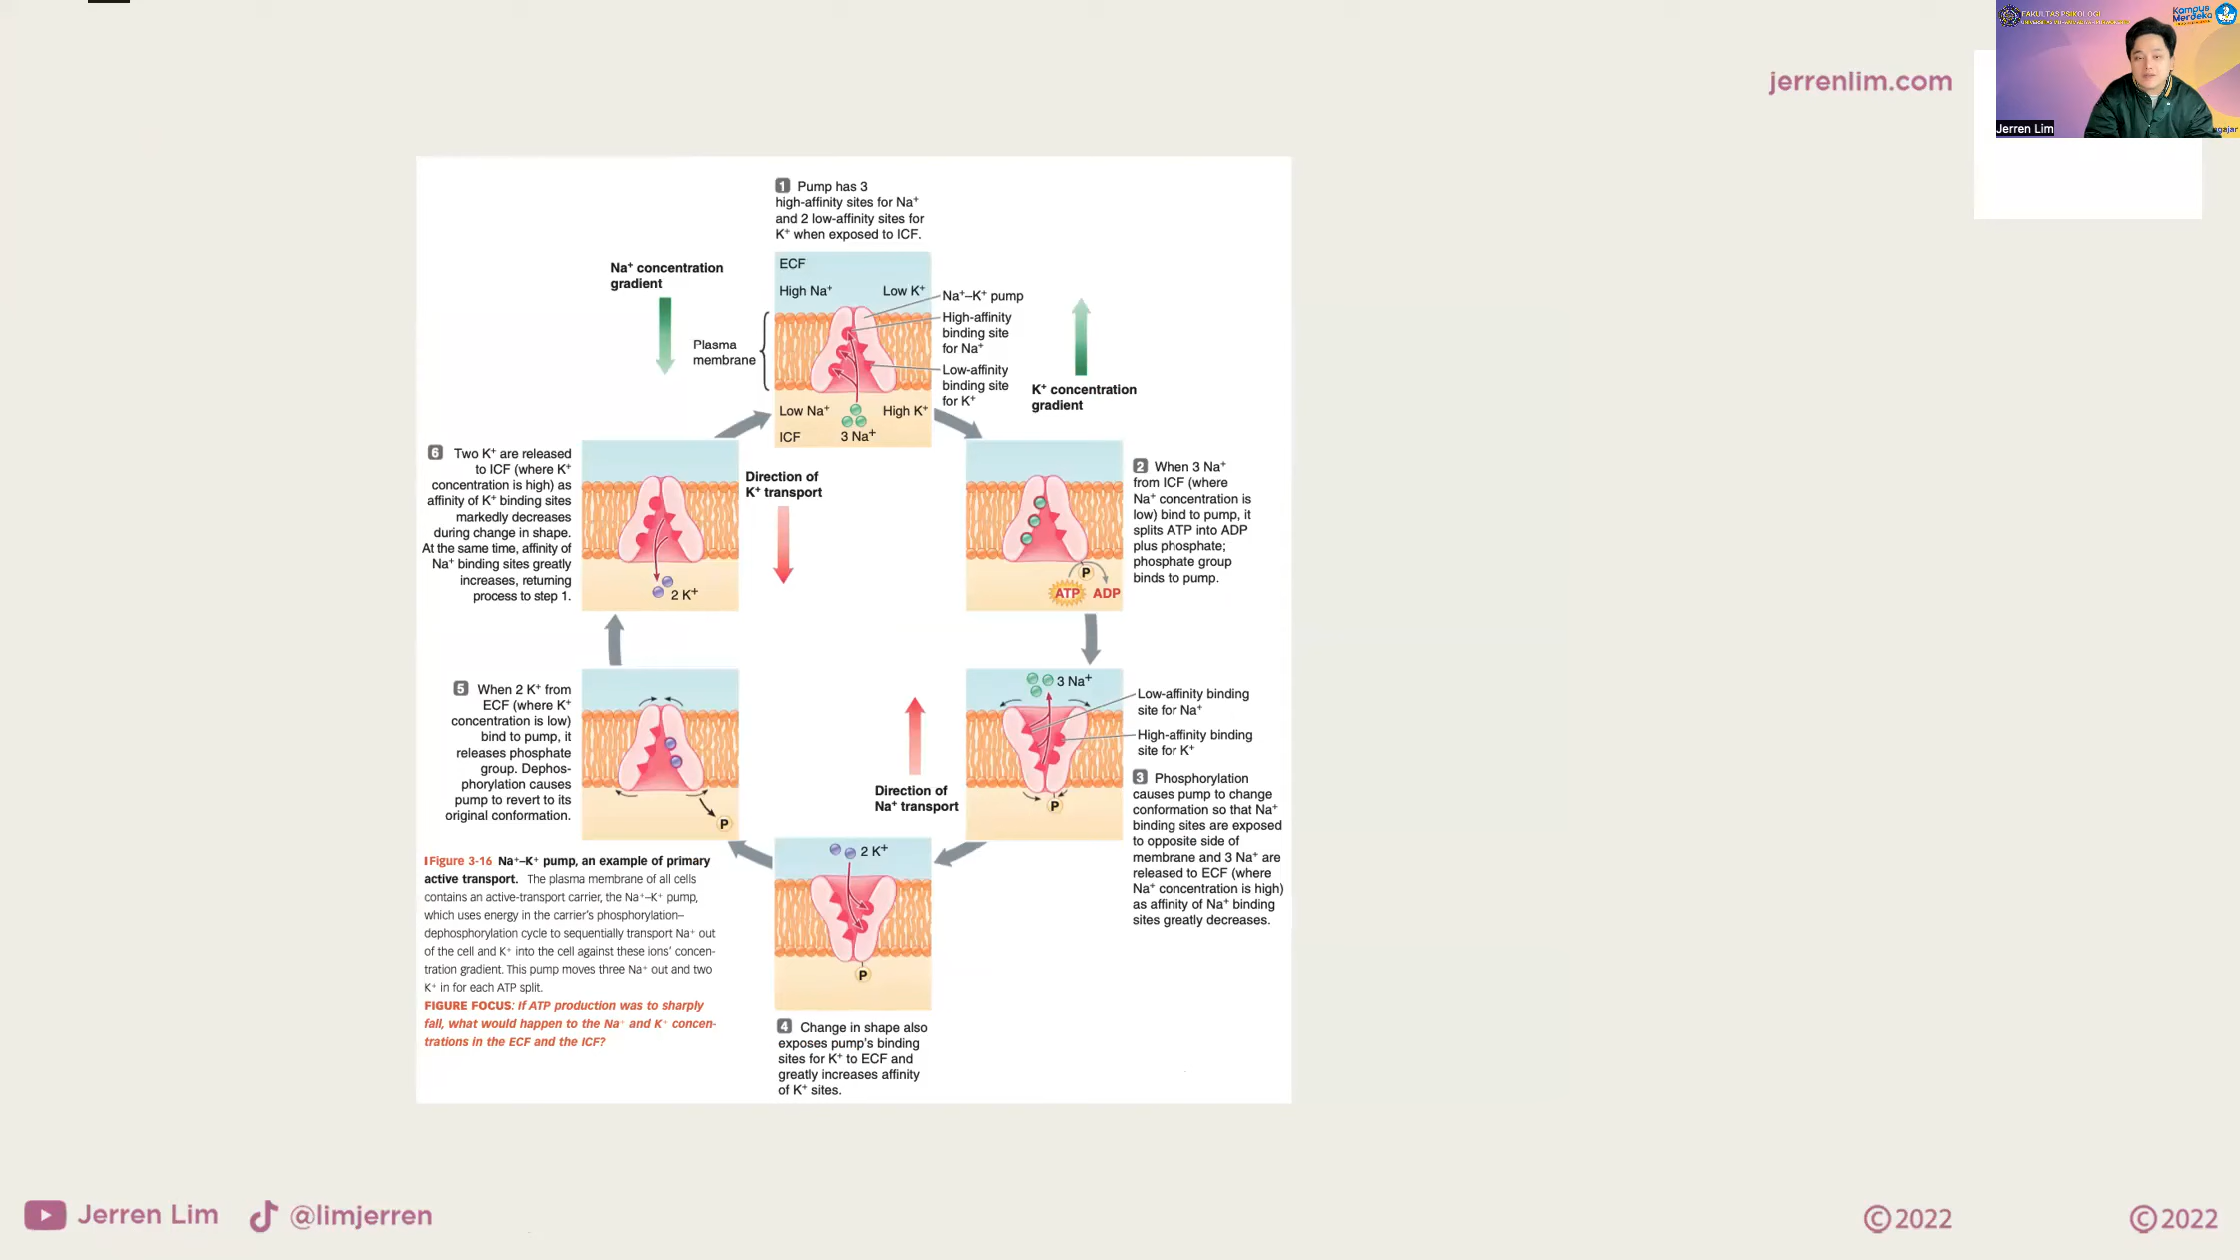 jerrenlim.com
FAKULTAS PSIKOLOGI
Kampus
Merdeka
Jerren Lim
1 Pump has 3
high-affinity sites for Na⁺
and 2 low-affinity sites for
K⁺ when exposed to ICF.
Na⁺ concentration
gradient
ECF
High Na⁺ Low K⁺
Na⁺–K⁺ pump
High-affinity
binding site
for Na⁺
Plasma
membrane
Low-affinity
binding site
for K⁺
K⁺ concentration
gradient
Low Na⁺ High K⁺
ICF 3 Na⁺
2 When 3 Na⁺
from ICF (where
Na⁺ concentration is
low) bind to pump, it
splits ATP into ADP
plus phosphate;
phosphate group
binds to pump.
P
ATP ADP
3 Na⁺
Low-affinity binding
site for Na⁺
High-affinity binding
site for K⁺
P
3 Phosphorylation
causes pump to change
conformation so that Na⁺
binding sites are exposed
to opposite side of
membrane and 3 Na⁺ are
released to ECF (where
Na⁺ concentration is high)
as affinity of Na⁺ binding
sites greatly decreases.
Direction of
Na⁺ transport
2 K⁺
P
4 Change in shape also
exposes pump's binding
sites for K⁺ to ECF and
greatly increases affinity
of K⁺ sites.
5 When 2 K⁺ from
ECF (where K⁺
concentration is low)
bind to pump, it
releases phosphate
group. Dephos-
phorylation causes
pump to revert to its
original conformation.
P
6 Two K⁺ are released
to ICF (where K⁺
concentration is high) as
affinity of K⁺ binding sites
markedly decreases
during change in shape.
At the same time, affinity of
Na⁺ binding sites greatly
increases, returning
process to step 1.
2 K⁺
Direction of
K⁺ transport
Figure 3-16 Na⁺–K⁺ pump, an example of primary
active transport. The plasma membrane of all cells
contains an active-transport carrier, the Na⁺–K⁺ pump,
which uses energy in the carrier's phosphorylation–
dephosphorylation cycle to sequentially transport Na⁺ out
of the cell and K⁺ into the cell against these ions' concen-
tration gradient. This pump moves three Na⁺ out and two
K⁺ in for each ATP split.
FIGURE FOCUS: If ATP production was to sharply
fall, what would happen to the Na⁺ and K⁺ concen-
trations in the ECF and the ICF?
Jerren Lim @limjerren
©2022 ©2022